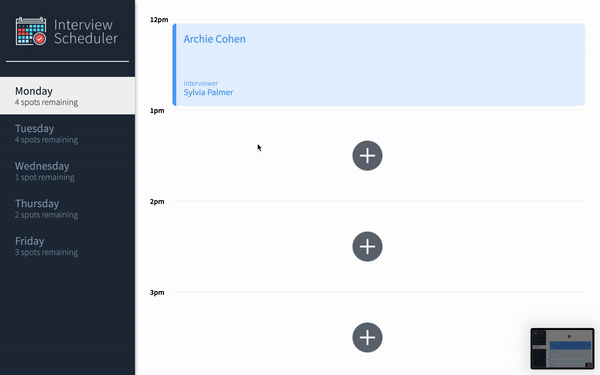 Interview
Scheduler
Monday
4 spots remaining
Tuesday
4 spots remaining
Wednesday
1 spot remaining
Thursday
2 spots remaining
Friday
3 spots remaining
12pm
Archie Cohen
Interviewer
Sylvia Palmer
1pm
2pm
3pm